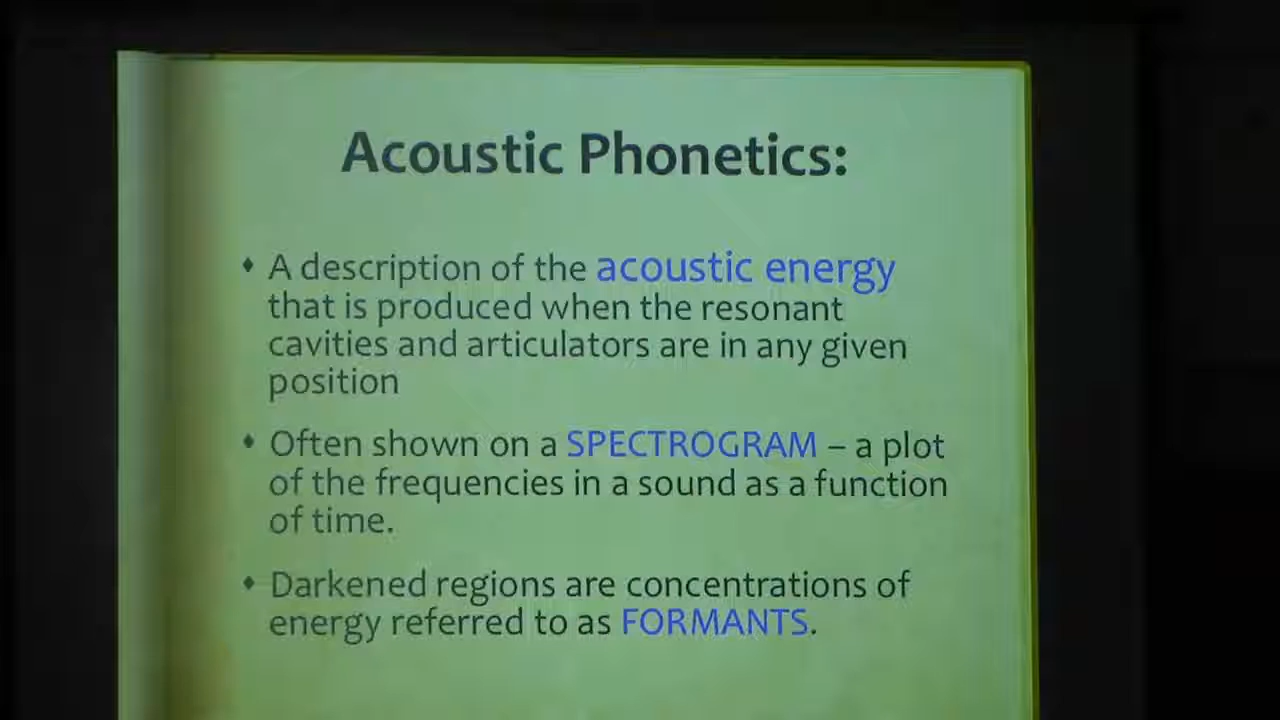 Acoustic Phonetics:
♦ A description of the acoustic energy
that is produced when the resonant
cavities and articulators are in any given
position
♦ Often shown on a SPECTROGRAM – a plot
of the frequencies in a sound as a function
of time.
♦ Darkened regions are concentrations of
energy referred to as FORMANTS.